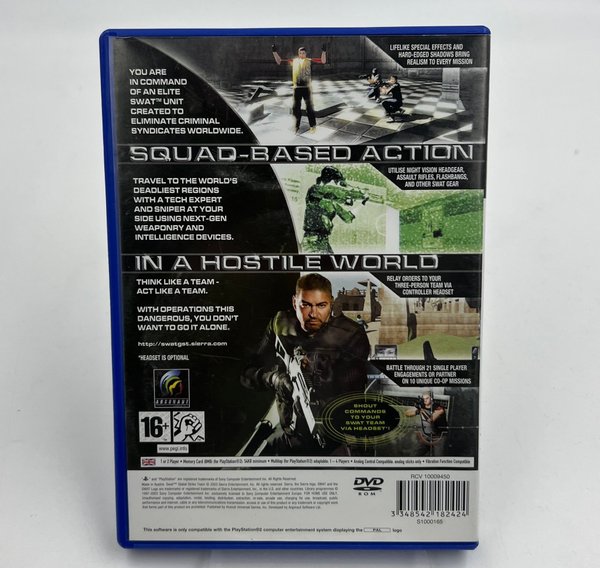 LIFELIKE SPECIAL EFFECTS AND
HARD-EDGED SHADOWS BRING
REALISM TO EVERY MISSION
YOU ARE
IN COMMAND
OF AN ELITE
SWAT™ UNIT
CREATED TO
ELIMINATE CRIMINAL
SYNDICATES WORLDWIDE.
SQUAD-BASED ACTION
UTILISE NIGHT VISION HEADGEAR,
ASSAULT RIFLES, FLASHBANGS,
AND OTHER SWAT GEAR
TRAVEL TO THE WORLD'S
DEADLIEST REGIONS
WITH A TECH EXPERT
AND SNIPER AT YOUR
SIDE USING NEXT-GEN
WEAPONRY AND
INTELLIGENCE DEVICES.
IN A HOSTILE WORLD
RELAY ORDERS TO YOUR
THREE-PERSON TEAM VIA
CONTROLLER HEADSET
THINK LIKE A TEAM -
ACT LIKE A TEAM.
WITH OPERATIONS THIS
DANGEROUS, YOU DON'T
WANT TO GO IT ALONE.
http://swatgst.sierra.com
*HEADSET IS OPTIONAL
BATTLE THROUGH 21 SINGLE PLAYER
ENGAGEMENTS OR PARTNER
ON 10 UNIQUE CO-OP MISSIONS
ARGONAUT
SHOUT
COMMANDS
TO YOUR
SWAT TEAM
VIA HEADSET*!
16+
www.pegi.info
RCV 10009450
DVD
ROM
3 348542 182424
S1000165
This software is only compatible with the PlayStation®2 computer entertainment system displaying the PAL logo